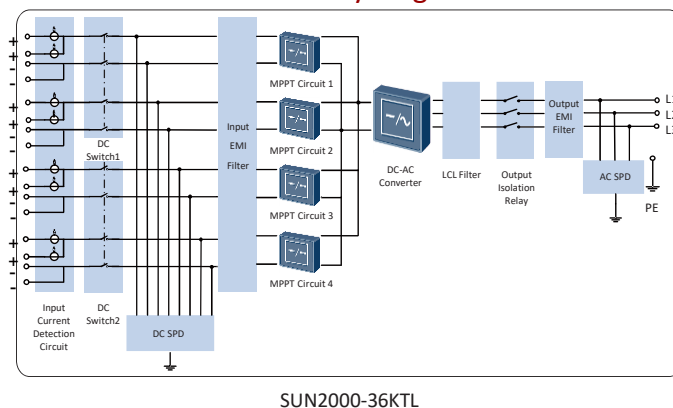 +
+
-
-
+
+
-
-
+
+
-
-
+
+
-
-
DC
Switch1
Input
EMI
Filter
MPPT Circuit 1
MPPT Circuit 2
MPPT Circuit 3
MPPT Circuit 4
DC-AC
Converter
LCL Filter
Output
Isolation
Relay
Output
EMI
Filter
L1
L2
L3
AC SPD
PE
Input
Current
Detection
Circuit
DC
Switch2
DC SPD
SUN2000-36KTL